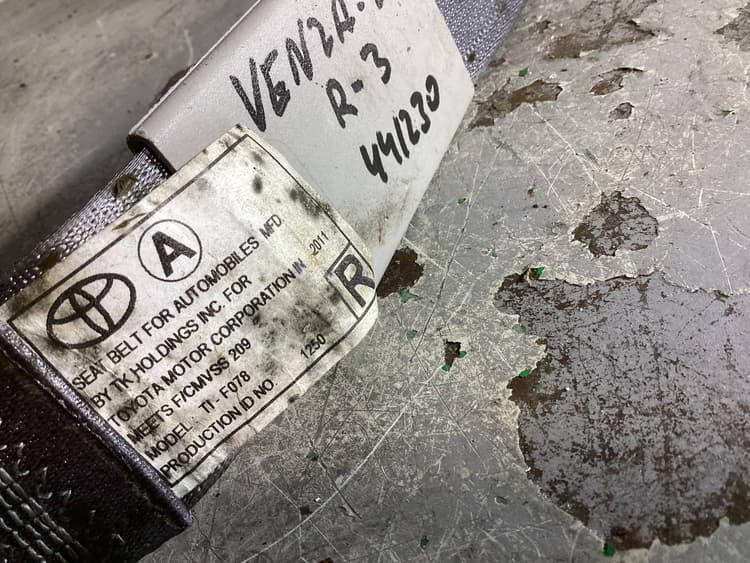 VENZA
R-3
441230
A
SEAT BELT FOR AUTOMOBILES MFD.
BY TK HOLDINGS INC. FOR
TOYOTA MOTOR CORPORATION IN 2011
MEETS F/CMVSS 209
MODEL TI-F078
PRODUCTION ID NO. 1250
R